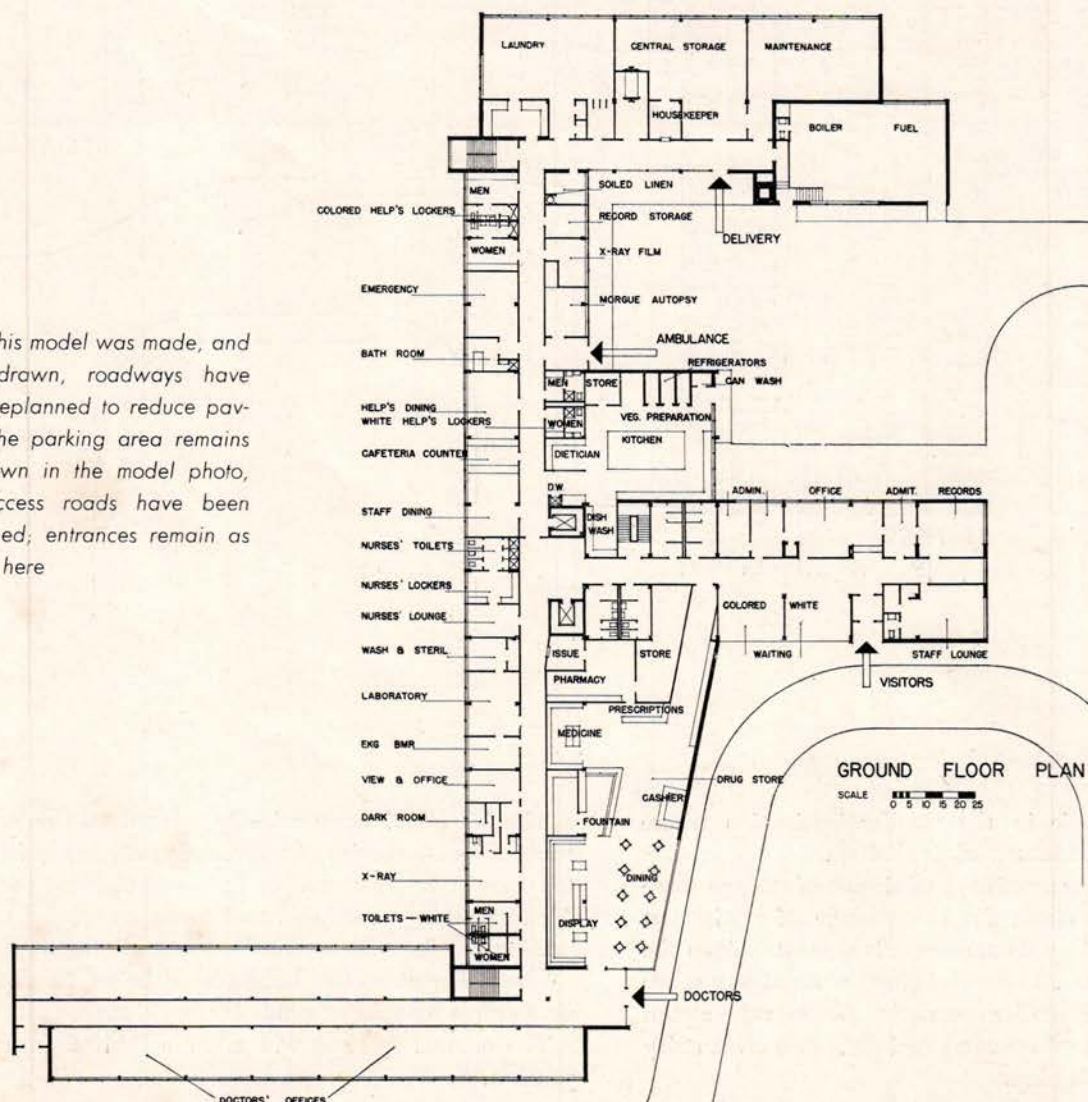 LAUNDRY
CENTRAL STORAGE
MAINTENANCE
HOUSEKEEPER
BOILER
FUEL
MEN
SOILED LINEN
COLORED HELP'S LOCKERS
RECORD STORAGE
DELIVERY
WOMEN
X-RAY FILM
EMERGENCY
MORGUE AUTOPSY
his model was made, and
drawn, roadways have
eplanned to reduce pav-
he parking area remains
wn in the model photo,
ccess roads have been
ed; entrances remain as
here
AMBULANCE
BATH ROOM
REFRIGERATORS
CAN WASH
MEN
STORE
HELP'S DINING
WHITE HELP'S LOCKERS
WOMEN
VEG. PREPARATION
KITCHEN
CAFETERIA COUNTER
DIETICIAN
D.W.
ADMIN.
OFFICE
ADMIT.
RECORDS
STAFF DINING
DISH
WASH
NURSES' TOILETS
NURSES' LOCKERS
COLORED
WHITE
NURSES' LOUNGE
WASH & STERIL.
ISSUE
STORE
WAITING
STAFF LOUNGE
PHARMACY
VISITORS
LABORATORY
PRESCRIPTIONS
MEDICINE
EKG BMR
VIEW & OFFICE
DRUG STORE
GROUND FLOOR PLAN
SCALE
0 5 10 15 20 25
CASHIER
DARK ROOM
FOUNTAIN
X-RAY
DINING
TOILETS — WHITE
MEN
DISPLAY
WOMEN
DOCTORS
DOCTORS' OFFICES